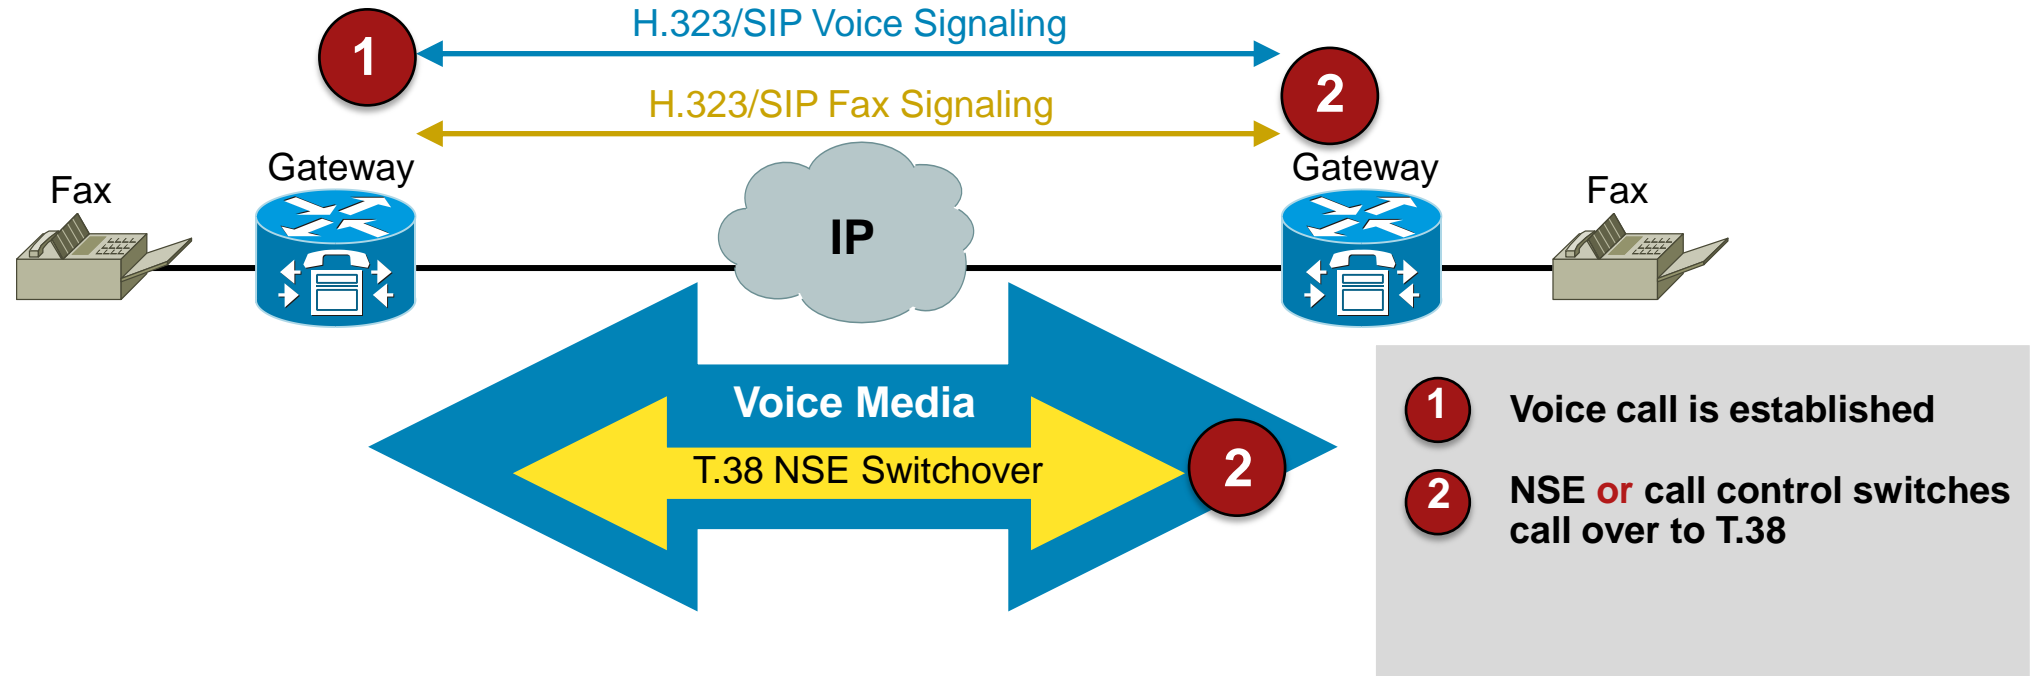 H.323/SIP Voice Signaling
1
2
H.323/SIP Fax Signaling
Gateway
Gateway
Fax
Fax
IP
Voice Media
T.38 NSE Switchover
2
1 Voice call is established
2 NSE or call control switches
call over to T.38